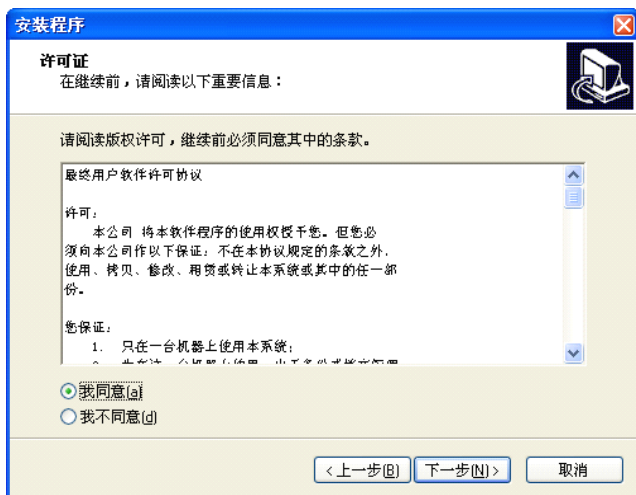 安装程序
许可证
在继续前，请阅读以下重要信息：
请阅读版权许可，继续前必须同意其中的条款。
最终用户软件许可协议
许可：
本公司 将本软件程序的使用权授予您。但您必
须向本公司作以下保证：不在本协议规定的条款之外，
使用、拷贝、修改、租赁或转让本系统或其中的任一部
份。
您保证：
1. 只在一台机器上使用本系统；
我同意(a)
我不同意(d)
<上一步(B)
下一步(N)>
取消